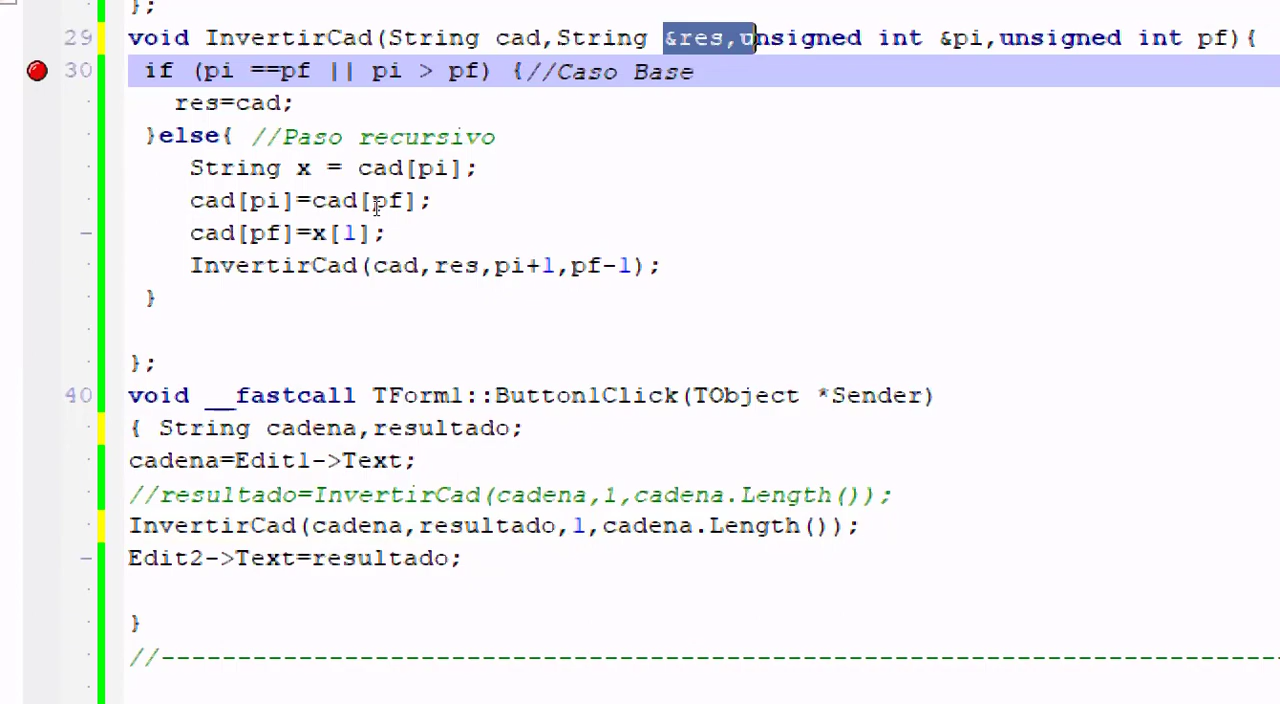 };
29 void InvertirCad(String cad,String &res,unsigned int &pi,unsigned int pf){
30 if (pi ==pf || pi > pf) {//Caso Base
res=cad;
}else{ //Paso recursivo
String x = cad[pi];
cad[pi]=cad[pf];
cad[pf]=x[1];
InvertirCad(cad,res,pi+1,pf-1);
}
};
40 void __fastcall TForm1::Button1Click(TObject *Sender)
{ String cadena,resultado;
cadena=Edit1->Text;
//resultado=InvertirCad(cadena,1,cadena.Length());
InvertirCad(cadena,resultado,1,cadena.Length());
Edit2->Text=resultado;
}
//---------------------------------------------------------------------------